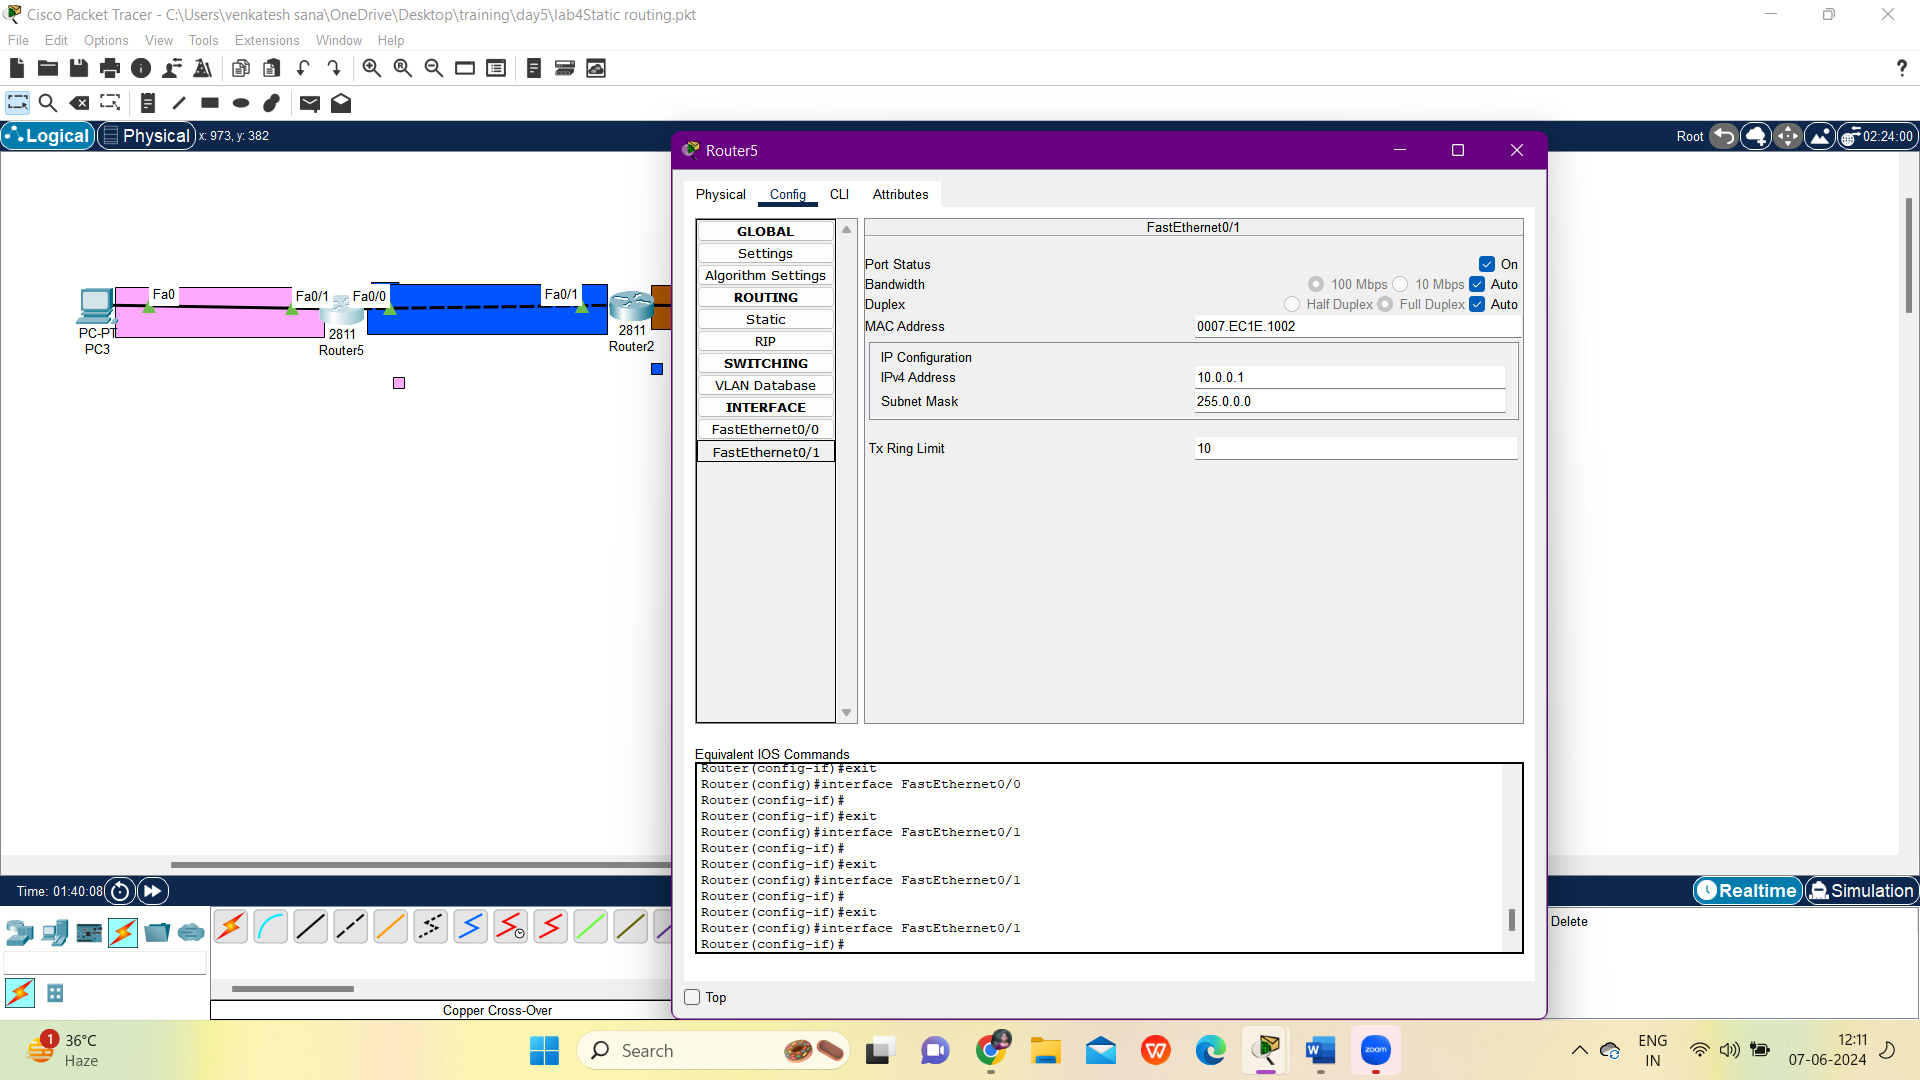 Cisco Packet Tracer - C:\Users\venkatesh sana\OneDrive\Desktop\training\day5\lab4Static routing.pkt
File Edit Options View Tools Extensions Window Help
?
Logical Physical x: 973, y: 382
Root 02:24:00
Router5
Physical Config CLI Attributes
GLOBAL
Settings
Algorithm Settings
ROUTING
Static
RIP
SWITCHING
VLAN Database
INTERFACE
FastEthernet0/0
FastEthernet0/1
FastEthernet0/1
Port Status On
Bandwidth 100 Mbps 10 Mbps Auto
Duplex Half Duplex Full Duplex Auto
MAC Address 0007.EC1E.1002
IP Configuration
IPv4 Address 10.0.0.1
Subnet Mask 255.0.0.0
Tx Ring Limit 10
Fa0 Fa0/1 Fa0/0 Fa0/1
PC-PT
PC3
2811
Router5
2811
Router2
Equivalent IOS Commands
Router(config-if)#exit
Router(config)#interface FastEthernet0/0
Router(config-if)#
Router(config-if)#exit
Router(config)#interface FastEthernet0/1
Router(config-if)#
Router(config-if)#exit
Router(config)#interface FastEthernet0/1
Router(config-if)#
Router(config-if)#exit
Router(config)#interface FastEthernet0/1
Router(config-if)#
Top
Time: 01:40:08
Realtime Simulation
Delete
Copper Cross-Over
1
36°C
Haze
Search
zoom
ENG
IN
12:11
07-06-2024